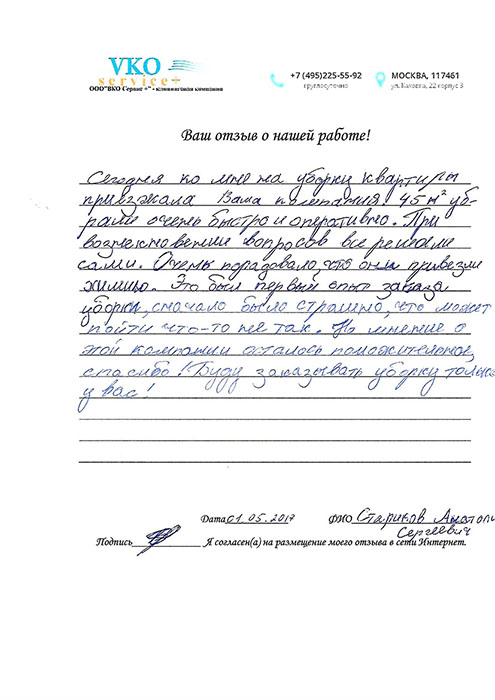 VKO
service+
ООО"ВКО Сервис +" - клининговая компания
+7 (495)225-55-92
круглосуточно
МОСКВА, 117461
ул. Каховка, 22 корпус 3
Ваш отзыв о нашей работе!
Сегодня ко мне на уборку квартиры
приезжала Ваша компания. 45 м² уб-
рали очень быстро и оперативно. При
возникновении вопросов все решали
сами. Очень порадовало, что они привезли
химию. Это был первый опыт заказа
уборки, сначало было страшно, что может
пойти что-то не так. Но мнение о
этой компании осталось положительное,
спасибо! Буду заказывать уборку только
у вас!
Дата 01.05.2017 ФИО Стариков Анатоли
Сергеевич
Подпись Я согласен(а) на размещение моего отзыва в сети Интернет.